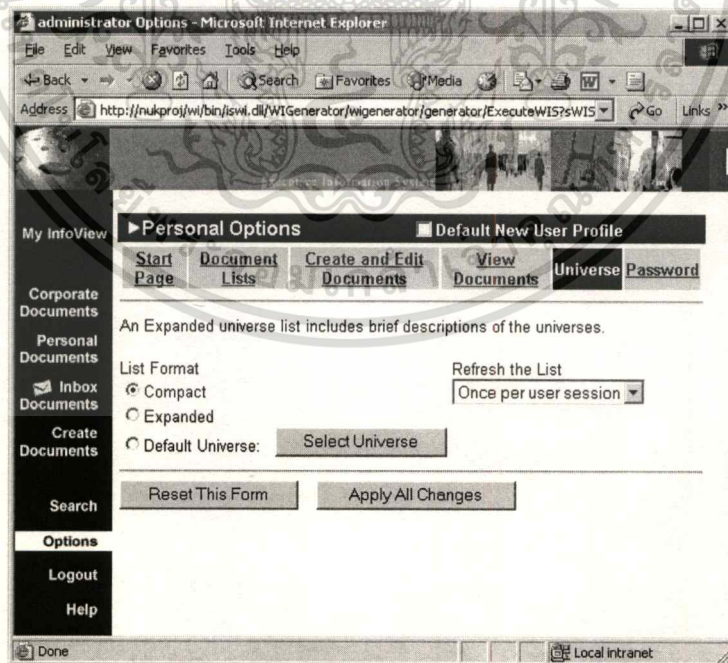 administrator Options - Microsoft Internet Explorer
File Edit View Favorites Tools Help
Back Search Favorites Media
Address http://nukproj/wi/bin/iswi.dll/WIGenerator/wigenerator/generator/ExecuteWIS?sWIS Go Links »
Executive Information System
My InfoView
Corporate Documents
Personal Documents
Inbox Documents
Create Documents
Search
Options
Logout
Help
Personal Options
Default New User Profile
Start Page
Document Lists
Create and Edit Documents
View Documents
Universe
Password
An Expanded universe list includes brief descriptions of the universes.
List Format
Compact
Expanded
Default Universe: Select Universe
Refresh the List
Once per user session
Reset This Form Apply All Changes
Done Local intranet